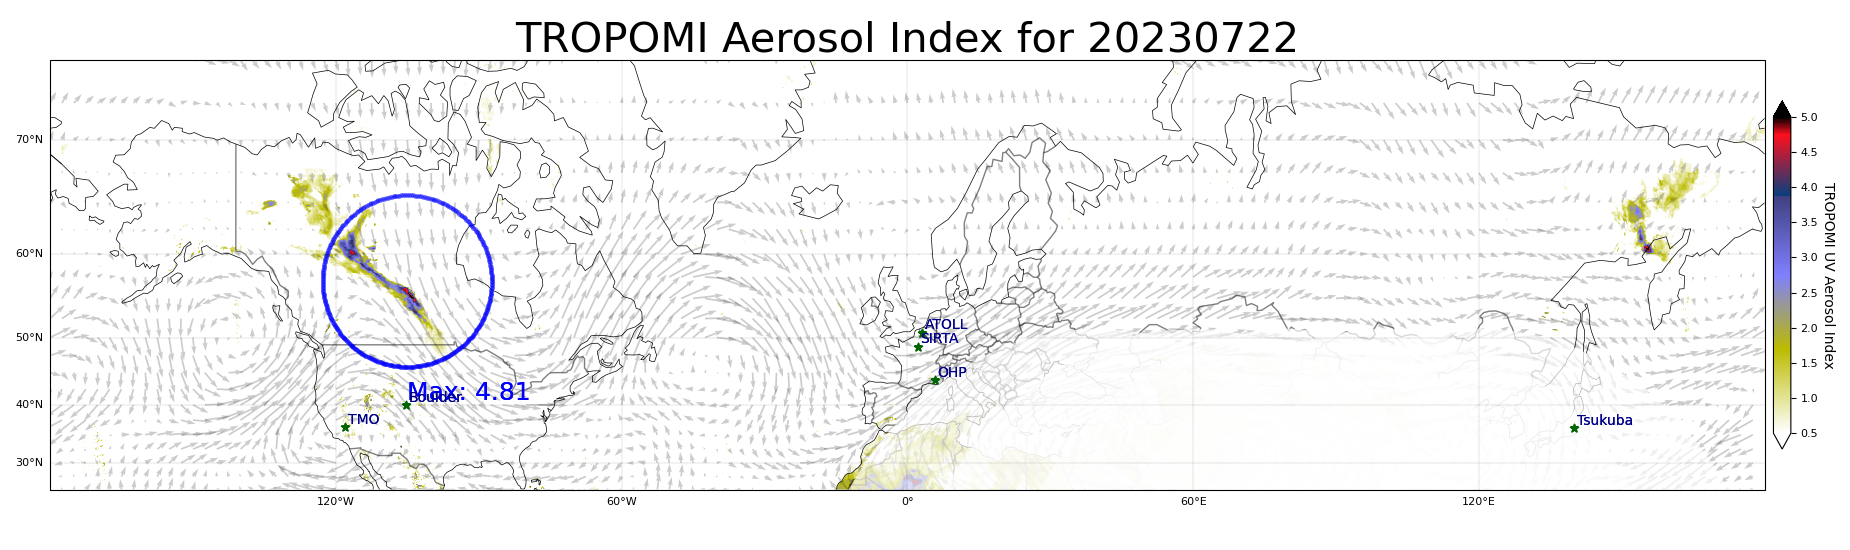 TROPOMI Aerosol Index for 20230722
70°N
60°N
50°N
40°N
30°N
120°W
60°W
0°
60°E
120°E
ATOLL
SIRTA
OHP
Max: 4.81
Boulder
TMO
Tsukuba
5.0
4.5
4.0
3.5
3.0
2.5
2.0
1.5
1.0
0.5
TROPOMI UV Aerosol Index